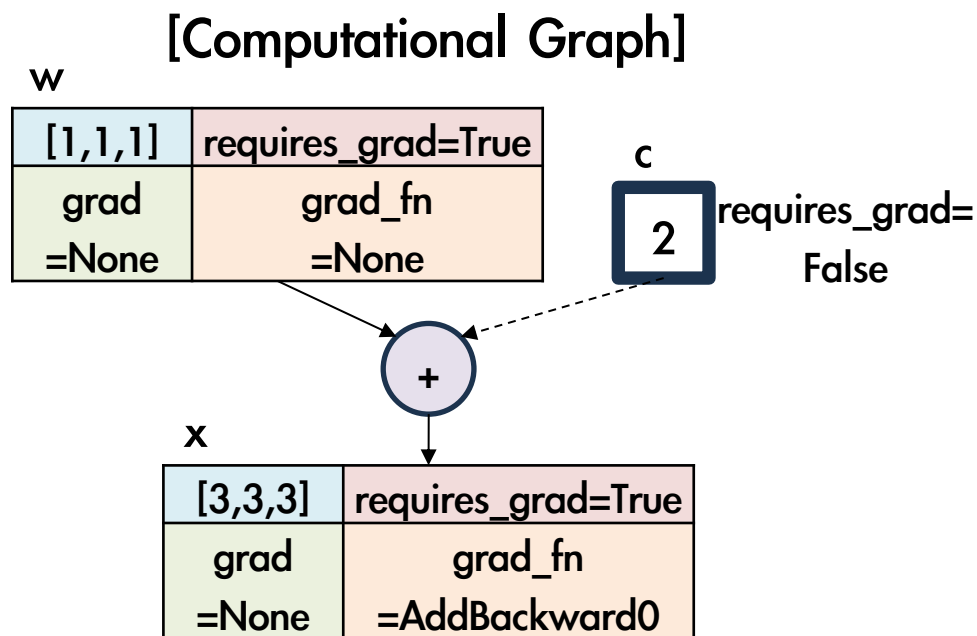 [Computational Graph]
w
[1,1,1] requires_grad=True
grad
=None
grad_fn
=None
c
2
requires_grad=
False
+
x
[3,3,3] requires_grad=True
grad
=None
grad_fn
=AddBackward0